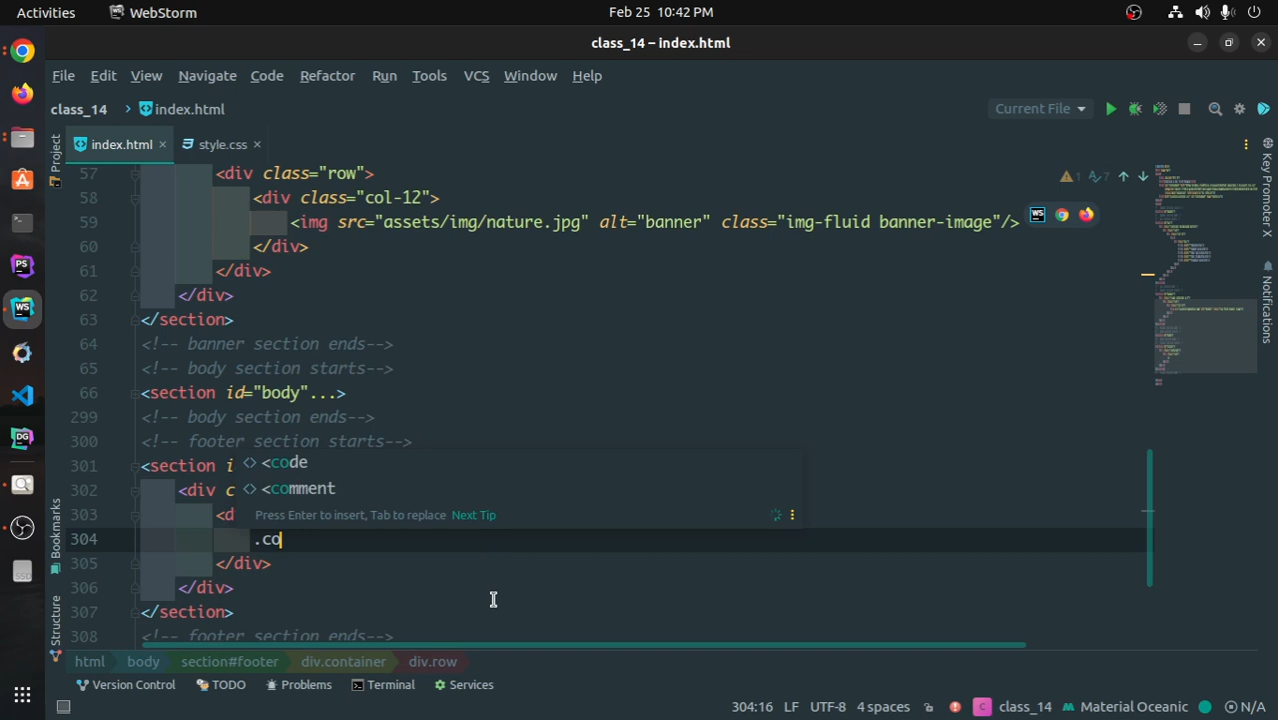 Activities WebStorm Feb 25 10:42 PM
class_14 – index.html
File Edit View Navigate Code Refactor Run Tools VCS Window Help
class_14 index.html Current File
Project index.html style.css
57 <div class="row">
58 <div class="col-12">
59 <img src="assets/img/nature.jpg" alt="banner" class="img-fluid banner-image"/>
60 </div>
61 </div>
62 </div>
63 </section>
64 <!-- banner section ends-->
65 <!-- body section starts-->
66 <section id="body"...>
299 <!-- body section ends-->
300 <!-- footer section starts-->
301 <section i
302 <div c
303 <d
304 .co
305 </div>
306 </div>
307 </section>
308 <!-- footer section ends-->
<code
<comment
Press Enter to insert, Tab to replace Next Tip
1 7
Key Promoter X
Notifications
Bookmarks
Structure
PS
WS
DG
SSD
WS
html body section#footer div.container div.row
Version Control TODO Problems Terminal Services
304:16 LF UTF-8 4 spaces C class_14 Material Oceanic N/A